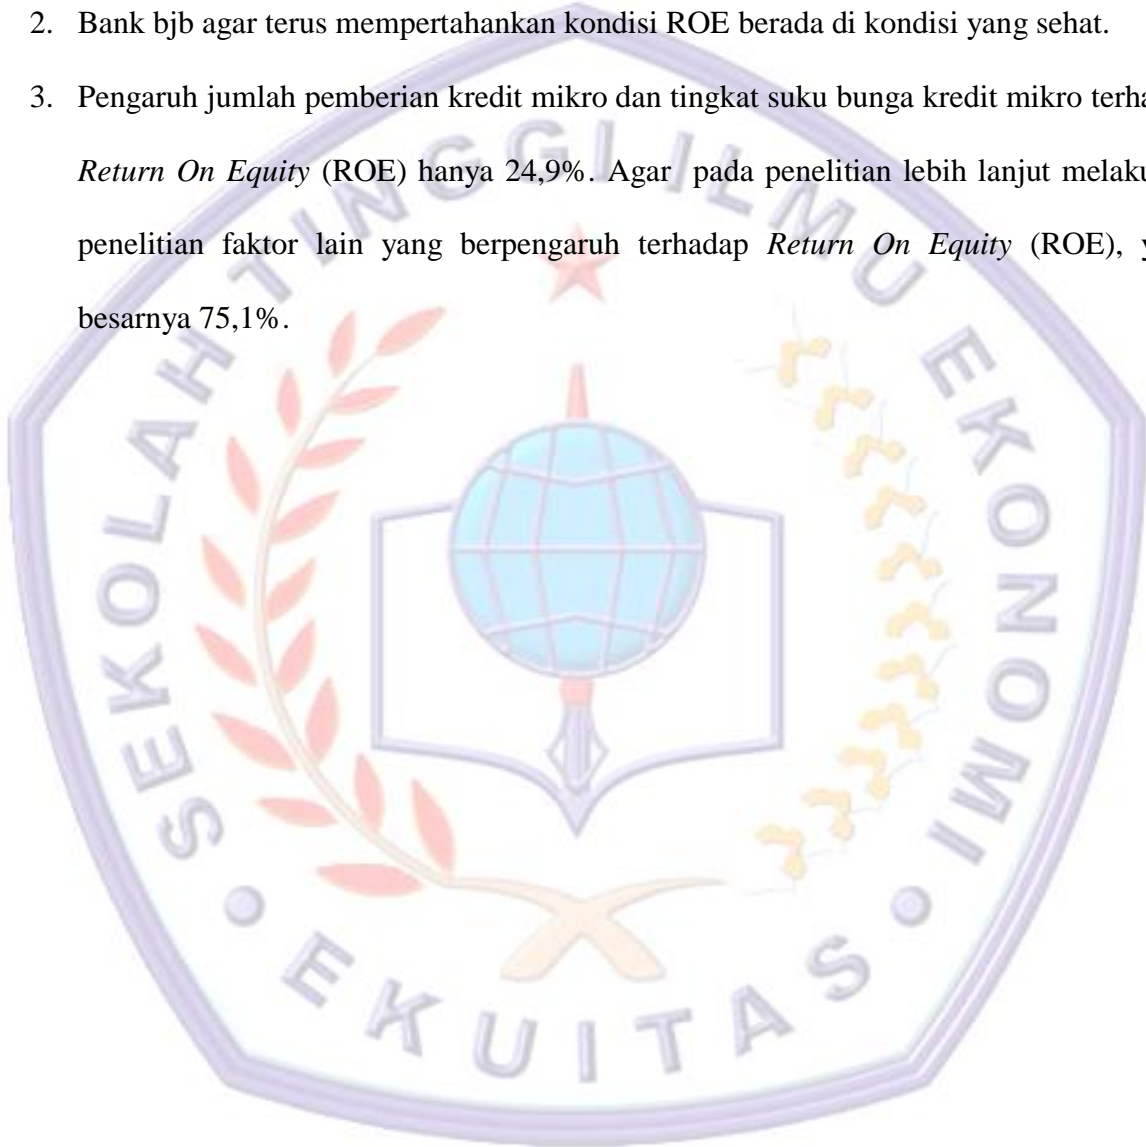 2. Bank bjb agar terus mempertahankan kondisi ROE berada di kondisi yang sehat.
3. Pengaruh jumlah pemberian kredit mikro dan tingkat suku bunga kredit mikro
Return On Equity (ROE) hanya 24,9%. Agar pada penelitian lebih lanjut
penelitian faktor lain yang berpengaruh terhadap Return On Equity (ROE),
besarnya 75,1%.
SEKOLAH TINGGI ILMU EKONOMI
EKUITAS